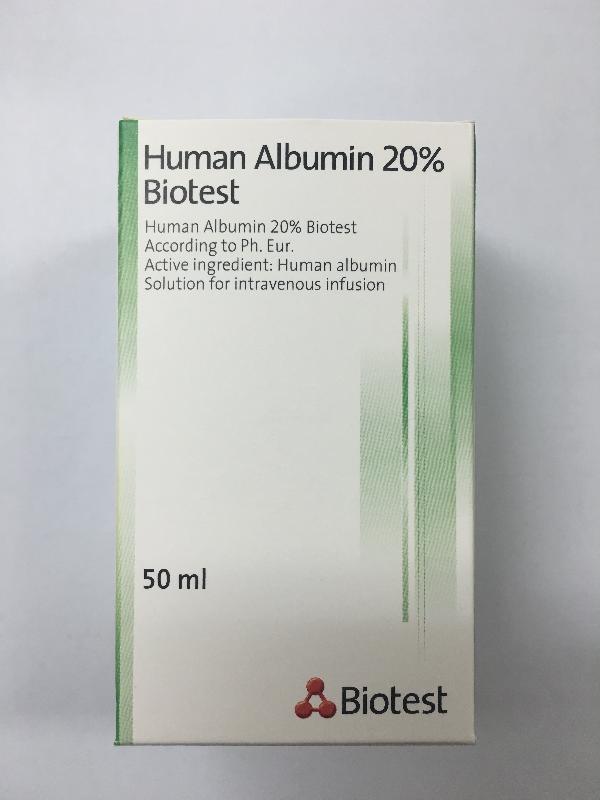 Human Albumin 20%
Biotest
Human Albumin 20% Biotest
According to Ph. Eur.
Active ingredient: Human albumin
Solution for intravenous infusion
50 ml
Biotest